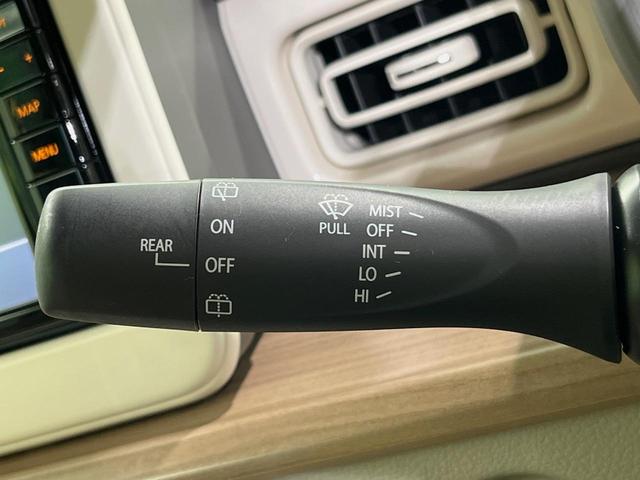 MAP
MENU
REAR
ON
OFF
PULL
MIST
OFF
INT
LO
HI